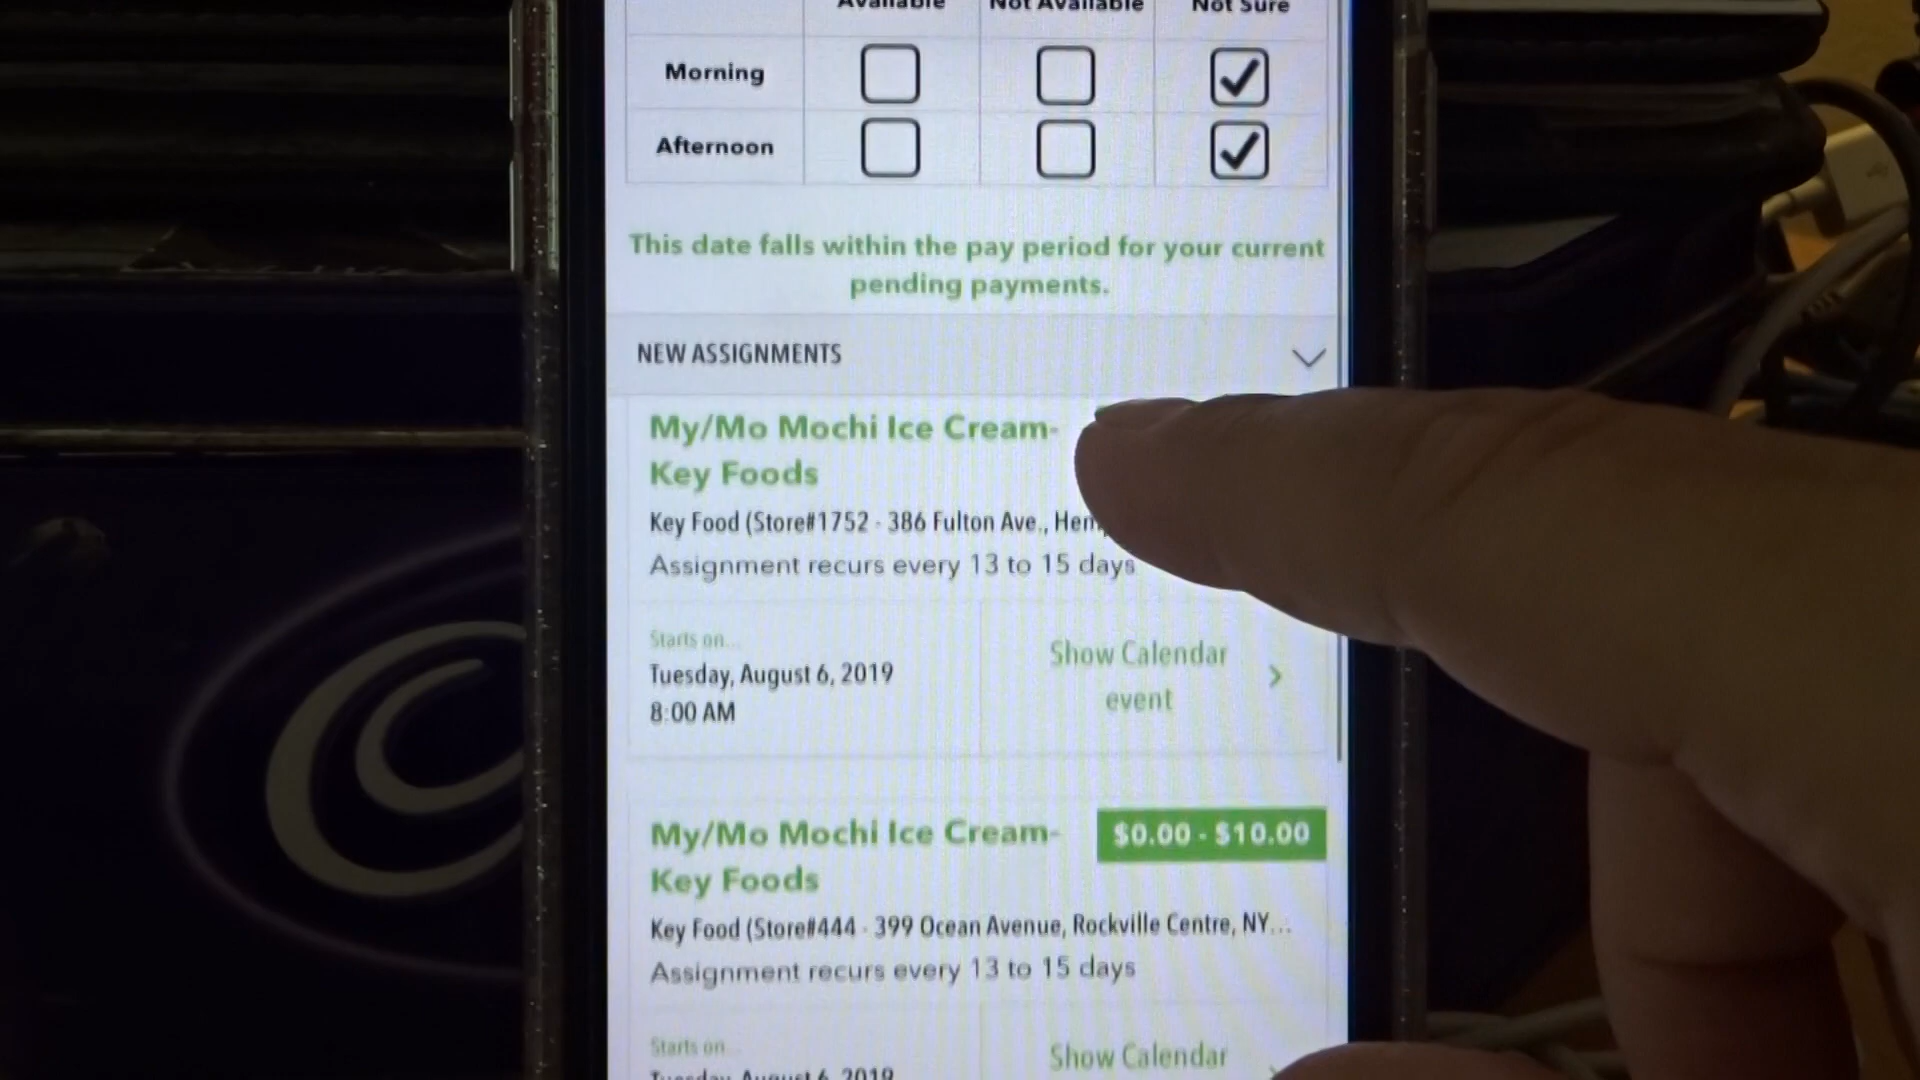 Available Not Available Not Sure
Morning
Afternoon
This date falls within the pay period for your current
pending payments.
NEW ASSIGNMENTS
My/Mo Mochi Ice Cream-
Key Foods
Key Food (Store#1752 - 386 Fulton Ave.,
Assignment recurs every 13 to 15 days
Starts on...
Tuesday, August 6, 2019
8:00 AM
Show Calendar
event
My/Mo Mochi Ice Cream-
Key Foods
$0.00 - $10.00
Key Food (Store#444 - 399 Ocean Avenue, Rockville Centre, NY...
Assignment recurs every 13 to 15 days
Starts on...
Tuesday, August 6, 2019
Show Calendar